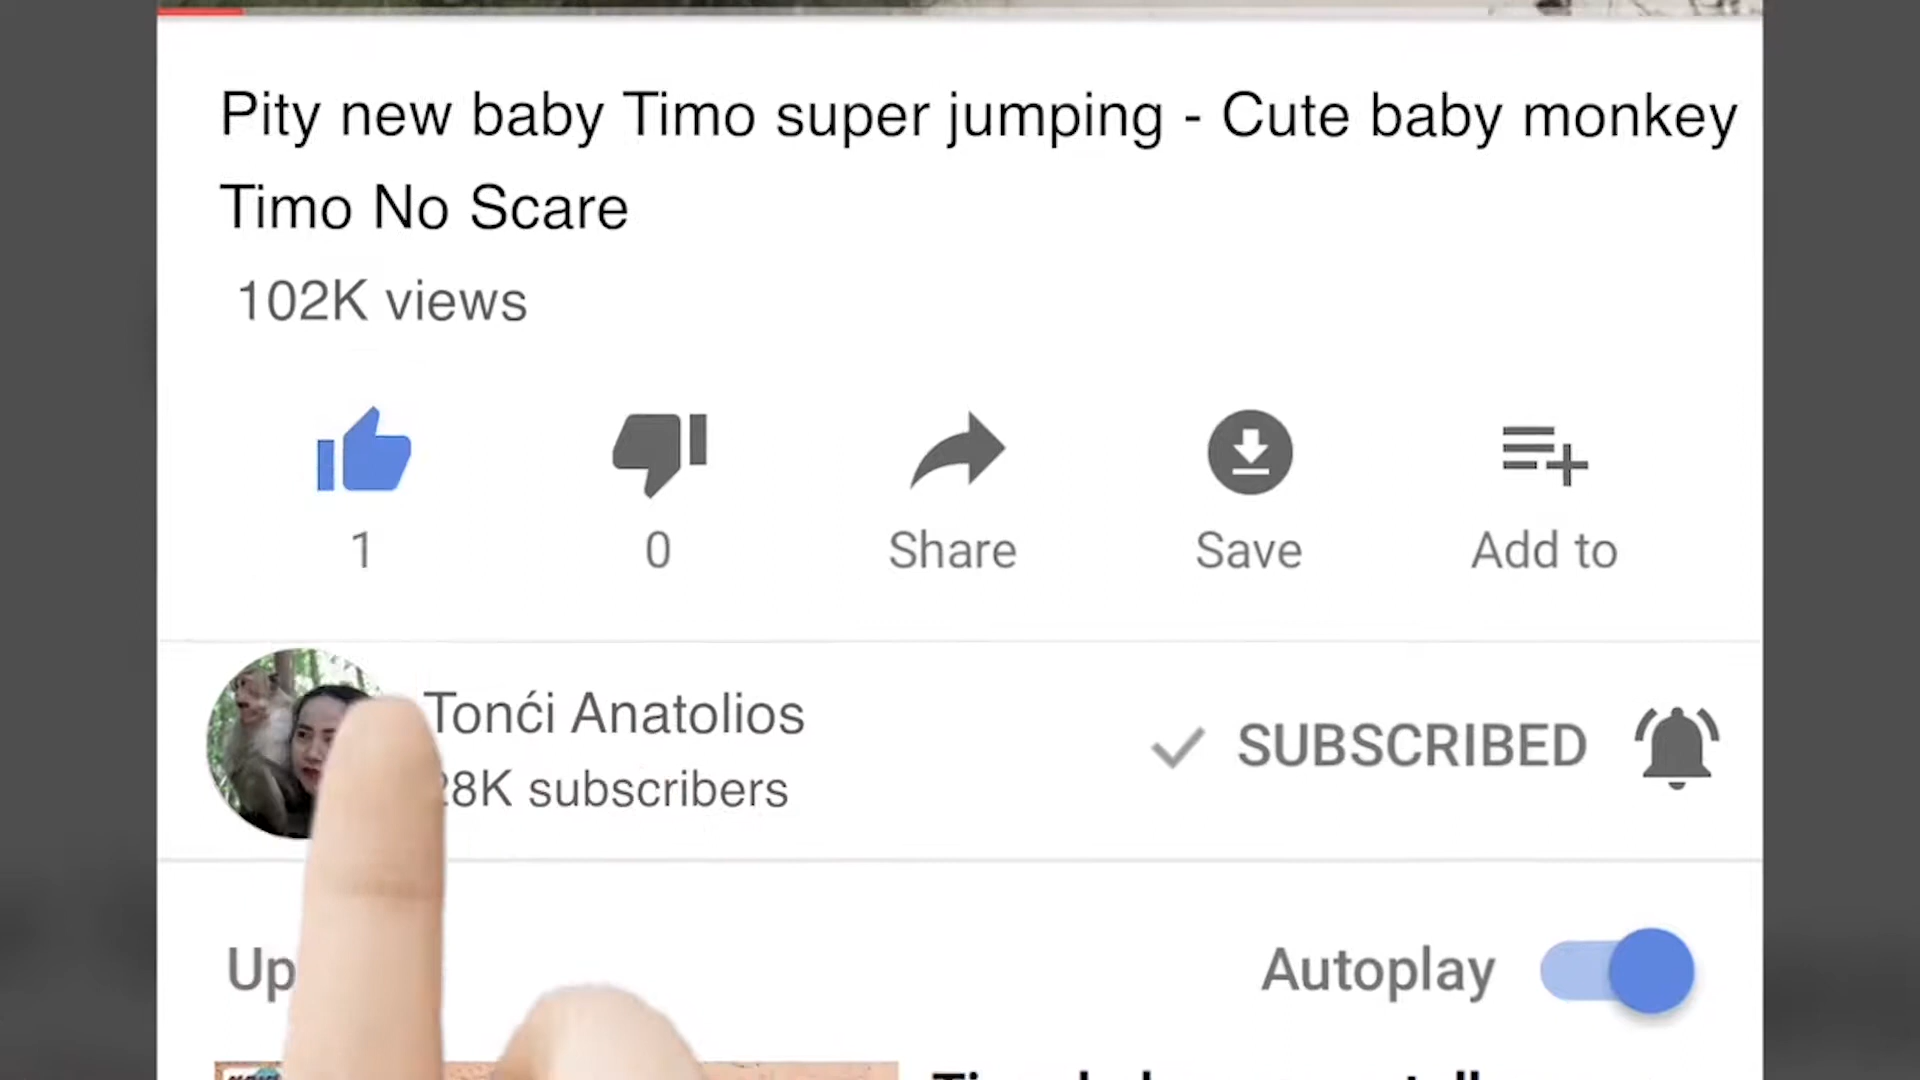 Pity new baby Timo super jumping - Cute baby monkey
Timo No Scare
102K views
1
0
Share
Save
Add to
Tonći Anatolios
28K subscribers
SUBSCRIBED
Up
Autoplay